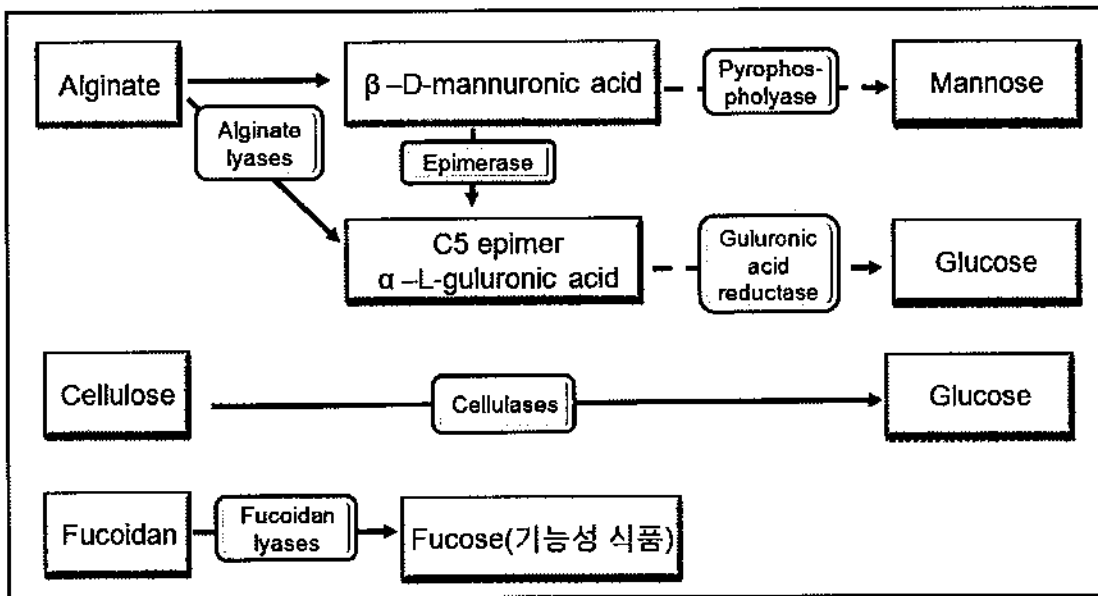 Alginate
β–D-mannuronic acid
Pyrophos-
pholyase
Mannose
Alginate
lyases
Epimerase
C5 epimer
α–L-guluronic acid
Guluronic
acid
reductase
Glucose
Cellulose
Cellulases
Glucose
Fucoidan
Fucoidan
lyases
Fucose(기능성 식품)